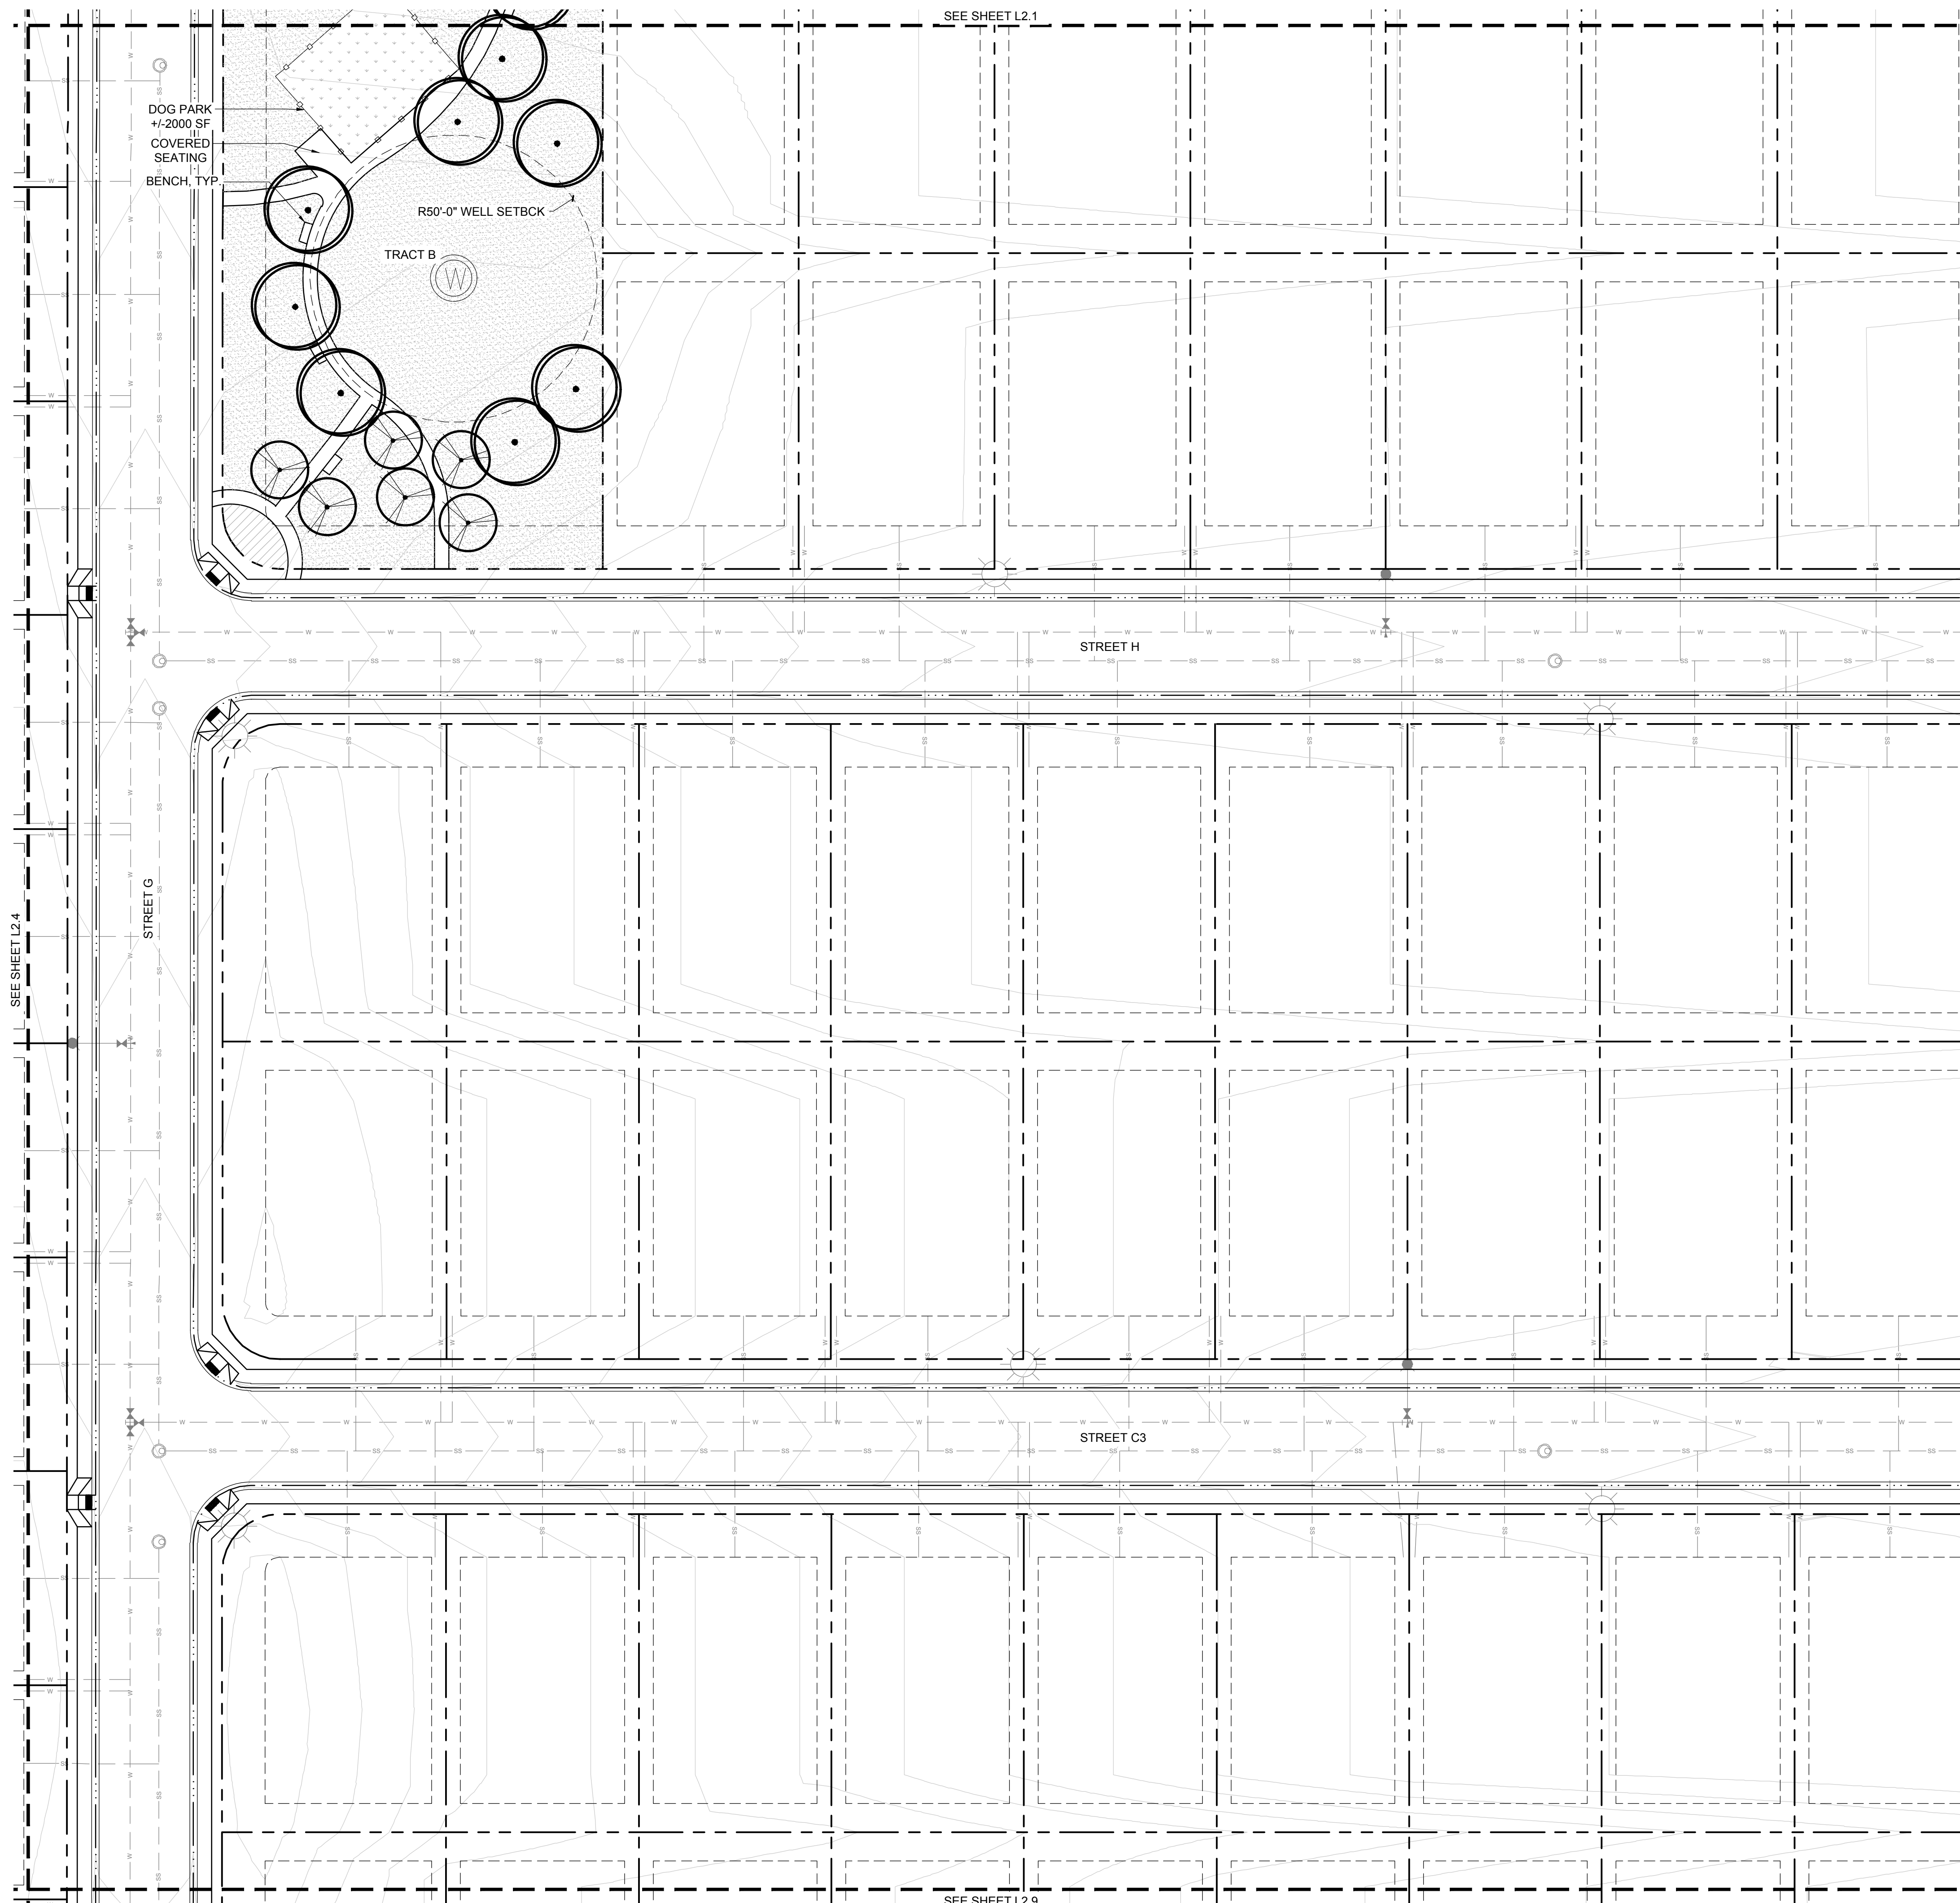 SEE SHEET L2.1
DOG PARK
+/-2000 SF
COVERED
SEATING
BENCH, TYP.
R50'-0" WELL SETBCK
TRACT B
W
STREET H
STREET G
SEE SHEET L2.4
STREET C3
SEE SHEET L2.9